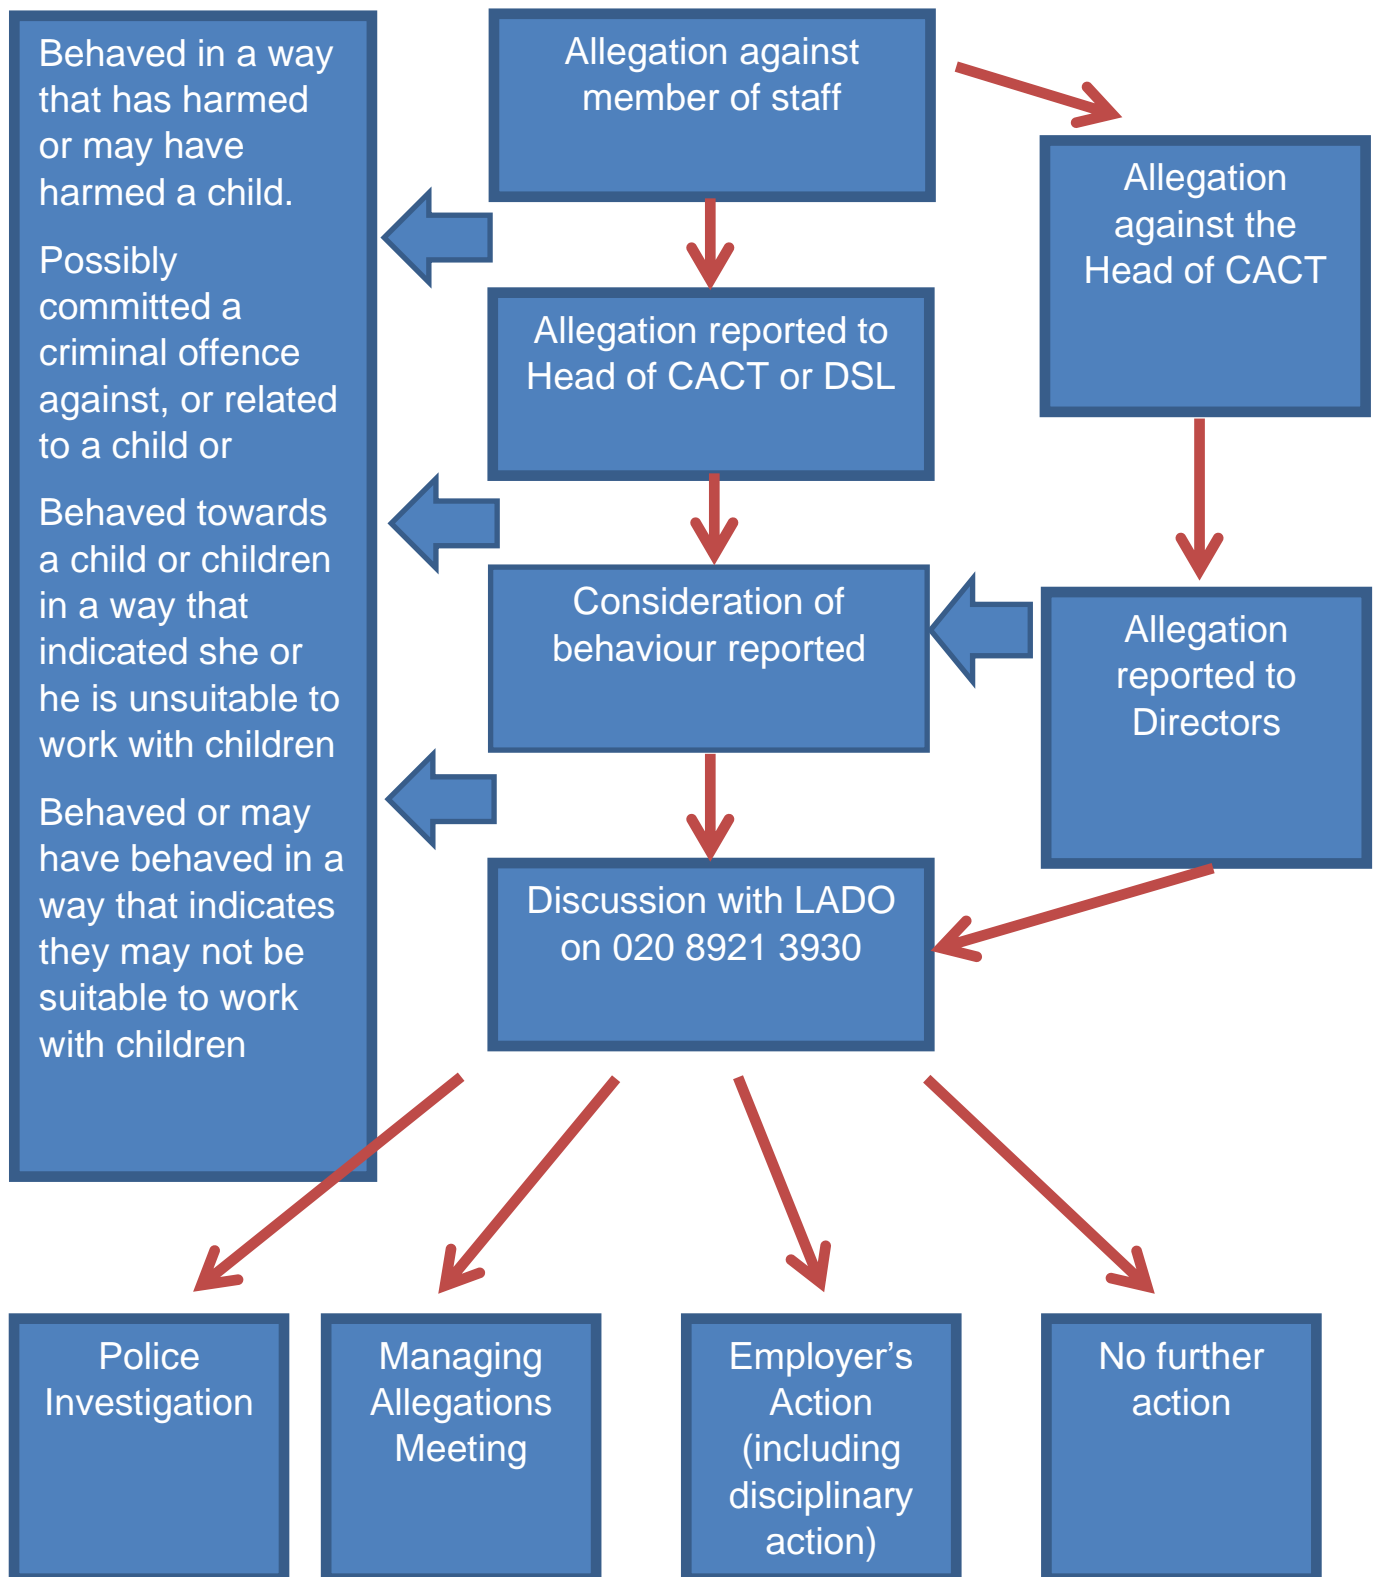 Behaved in a way
that has harmed
or may have
harmed a child.
Possibly
committed a
criminal offence
against, or related
to a child or
Behaved towards
a child or children
in a way that
indicated she or
he is unsuitable to
work with children
Behaved or may
have behaved in a
way that indicates
they may not be
suitable to work
with children
Allegation against
member of staff
Allegation
against the
Head of CACT
Allegation reported to
Head of CACT or DSL
Consideration of
behaviour reported
Allegation
reported to
Directors
Discussion with LADO
on 020 8921 3930
Police
Investigation
Managing
Allegations
Meeting
Employer’s
Action
(including
disciplinary
action)
No further
action